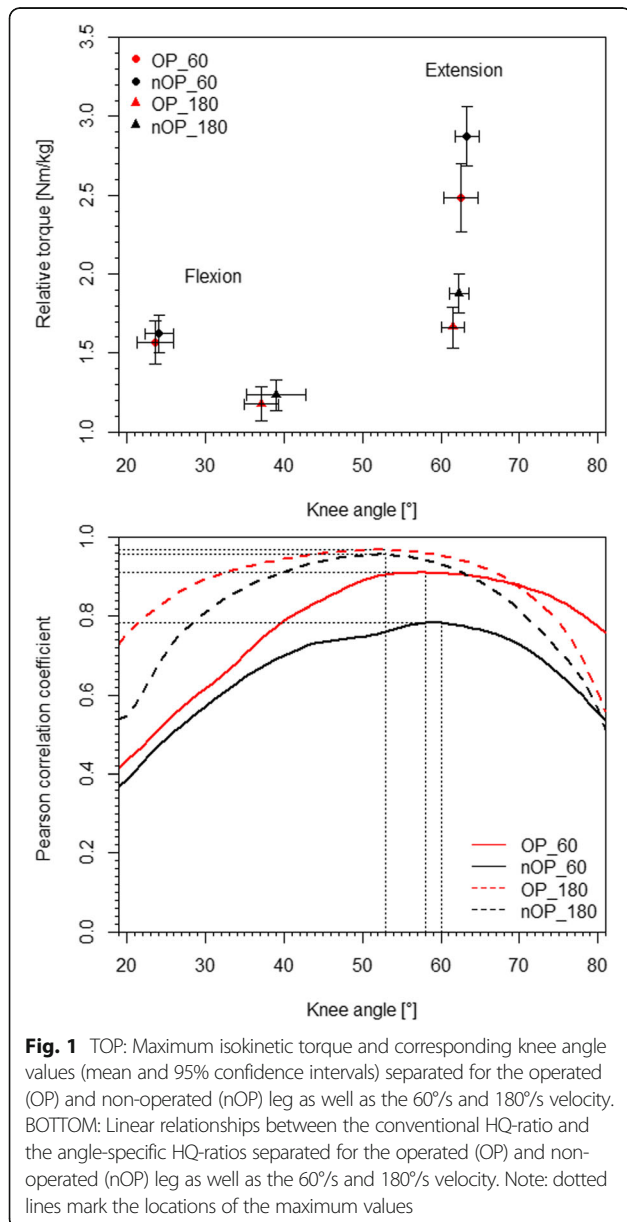 3.5
3.0
2.5
2.0
1.5
1.0
Relative torque [Nm/kg]
OP_60
nOP_60
OP_180
nOP_180
Extension
Flexion
20 30 40 50 60 70 80
Knee angle [°]
1.0
0.8
0.6
0.4
0.2
0.0
Pearson correlation coefficient
OP_60
nOP_60
OP_180
nOP_180
20 30 40 50 60 70 80
Knee angle [°]
Fig. 1 TOP: Maximum isokinetic torque and corresponding knee angle
values (mean and 95% confidence intervals) separated for the operated
(OP) and non-operated (nOP) leg as well as the 60°/s and 180°/s velocity.
BOTTOM: Linear relationships between the conventional HQ-ratio and
the angle-specific HQ-ratios separated for the operated (OP) and non-
operated (nOP) leg as well as the 60°/s and 180°/s velocity. Note: dotted
lines mark the locations of the maximum values